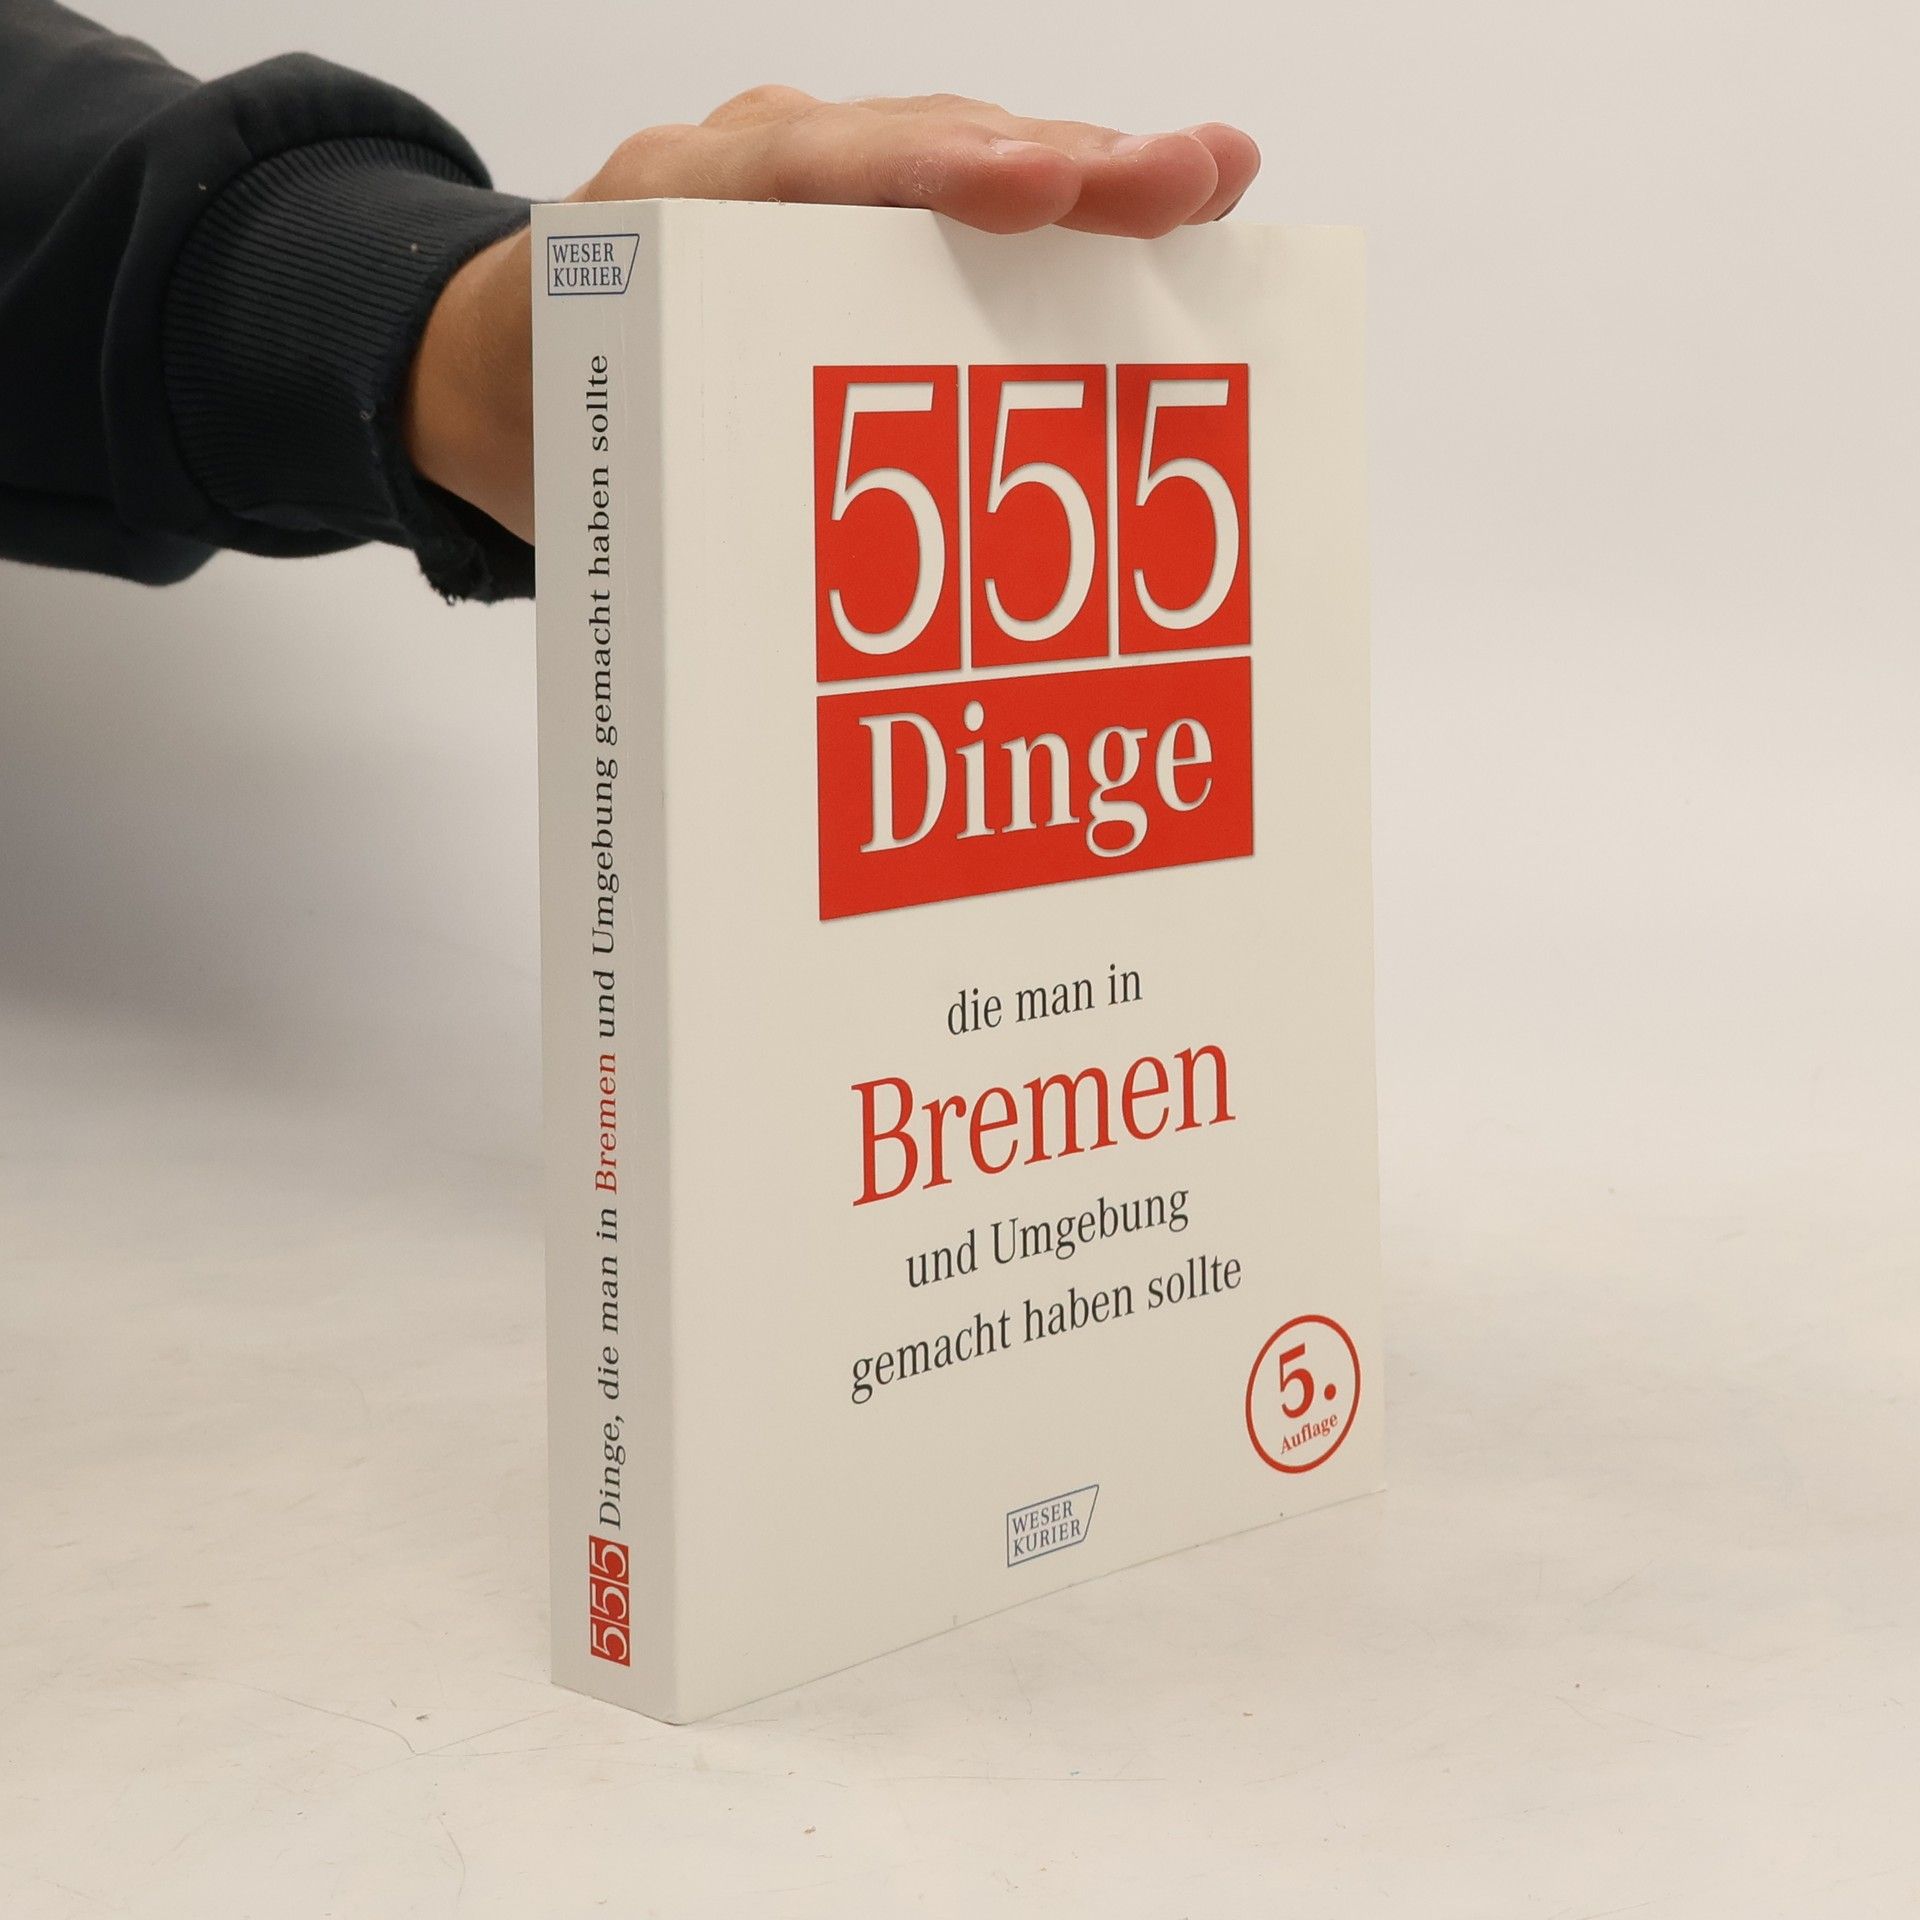 WESER
KURIER
555 Dinge, die man in Bremen und Umgebung gemacht haben sollte
555
Dinge
die man in
Bremen
und Umgebung
gemacht haben sollte
5.
Auflage
WESER
KURIER